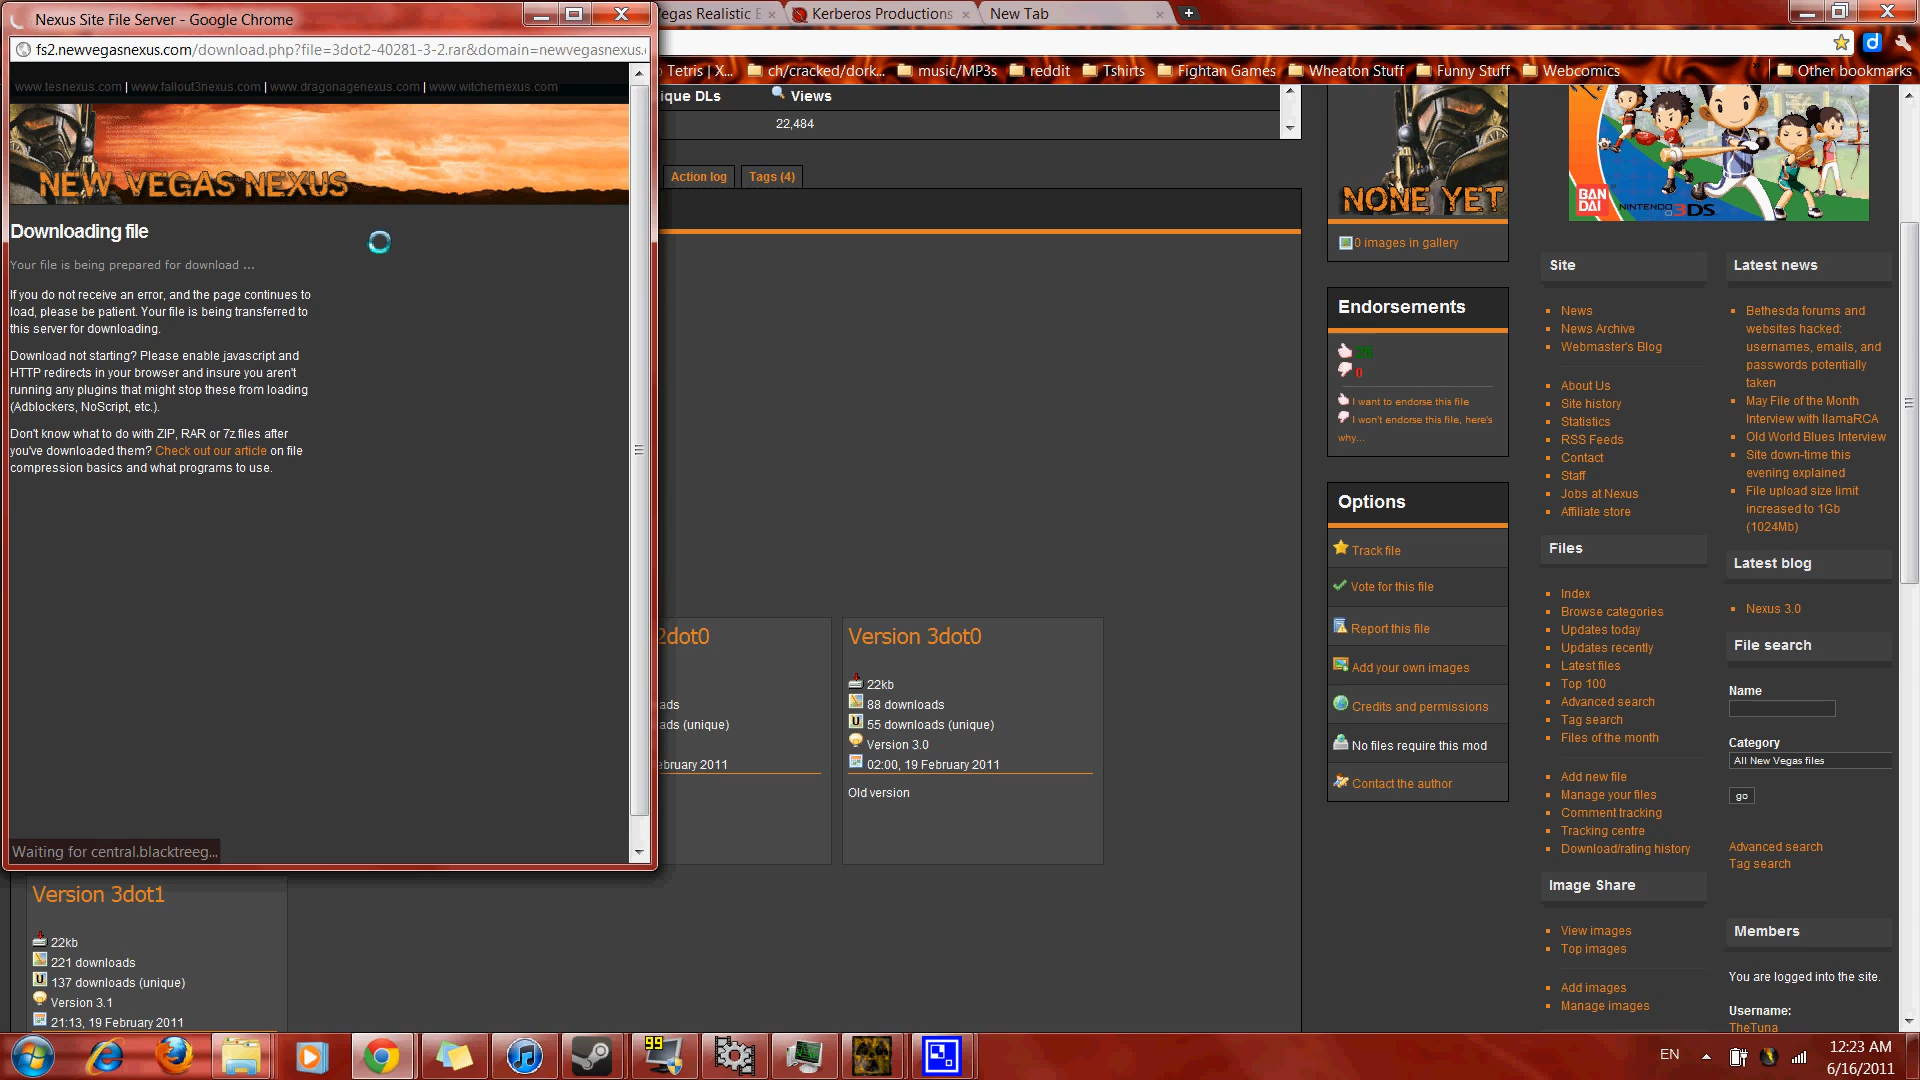 Nexus Site File Server - Google Chrome
fs2.newvegasnexus.com/download.php?file=3dot2-40281-3-2.rar&domain=newvegasnexus.
www.tesnexus.com | www.fallout3nexus.com | www.dragonagenexus.com | www.witchernexus.com
NEW VEGAS NEXUS
Downloading file
Your file is being prepared for download ...
If you do not receive an error, and the page continues to
load, please be patient. Your file is being transferred to
this server for downloading.
Download not starting? Please enable javascript and
HTTP redirects in your browser and insure you aren't
running any plugins that might stop these from loading
(Adblockers, NoScript, etc.).
Don't know what to do with ZIP, RAR or 7z files after
you've downloaded them? Check out our article on file
compression basics and what programs to use.
Waiting for central.blacktreeg...
Vegas Realistic
Kerberos Productions
New Tab
Tetris | X...
ch/cracked/dork...
music/MP3s
reddit
Tshirts
Fightan Games
Wheaton Stuff
Funny Stuff
Webcomics
Other bookmarks
ique DLs
Views
22,484
Action log
Tags (4)
2dot0
ads
ads (unique)
ebruary 2011
Version 3dot0
22kb
88 downloads
55 downloads (unique)
Version 3.0
02:00, 19 February 2011
Old version
Version 3dot1
22kb
221 downloads
137 downloads (unique)
Version 3.1
21:13, 19 February 2011
NONE YET
0 images in gallery
Endorsements
0
I want to endorse this file
I won't endorse this file, here's
why...
Options
Track file
Vote for this file
Report this file
Add your own images
Credits and permissions
No files require this mod
Contact the author
BAN
DAI
NINTENDO 3DS
Site
News
News Archive
Webmaster's Blog
About Us
Site history
Statistics
RSS Feeds
Contact
Staff
Jobs at Nexus
Affiliate store
Files
Index
Browse categories
Updates today
Updates recently
Latest files
Top 100
Advanced search
Tag search
Files of the month
Add new file
Manage your files
Comment tracking
Tracking centre
Download/rating history
Image Share
View images
Top images
Add images
Manage images
Latest news
Bethesda forums and
websites hacked:
usernames, emails, and
passwords potentially
taken
May File of the Month
Interview with llamaRCA
Old World Blues Interview
Site down-time this
evening explained
File upload size limit
increased to 1Gb
(1024Mb)
Latest blog
Nexus 3.0
File search
Name
Category
All New Vegas files
go
Advanced search
Tag search
Members
You are logged into the site.
Username:
TheTuna
99
EN
12:23 AM
6/16/2011